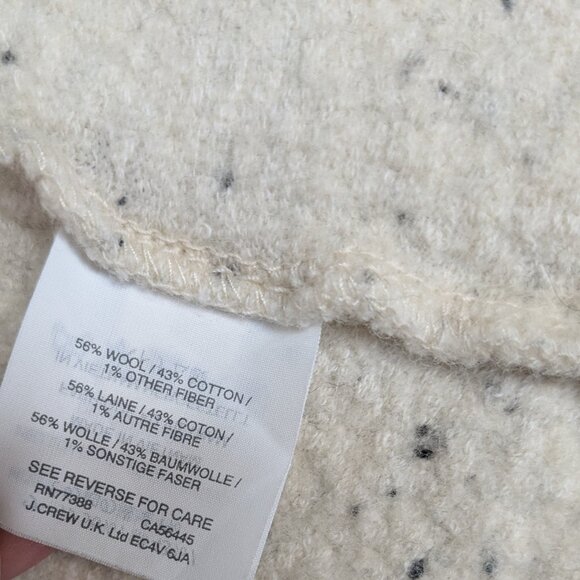 56% WOOL / 43% COTTON /
1% OTHER FIBER
56% LAINE / 43% COTON /
1% AUTRE FIBRE
56% WOLLE / 43% BAUMWOLLE /
1% SONSTIGE FASER
SEE REVERSE FOR CARE
RN77388 CA56445
J.CREW U.K. Ltd EC4V 6JA